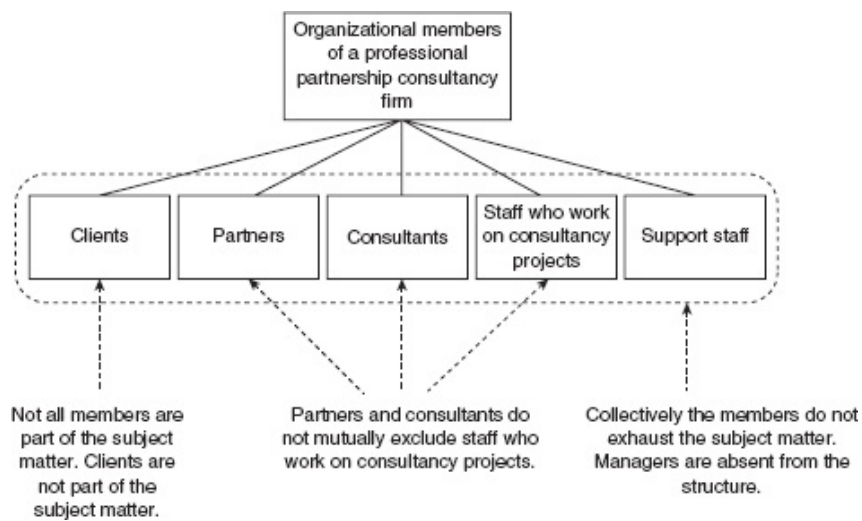 Organizational members
of a professional
partnership consultancy
firm
Clients
Partners
Consultants
Staff who work
on consultancy
projects
Support staff
Not all members are
part of the subject
matter. Clients are
not part of the
subject matter.
Partners and consultants do
not mutually exclude staff who
work on consultancy projects.
Collectively the members do not
exhaust the subject matter.
Managers are absent from the
structure.